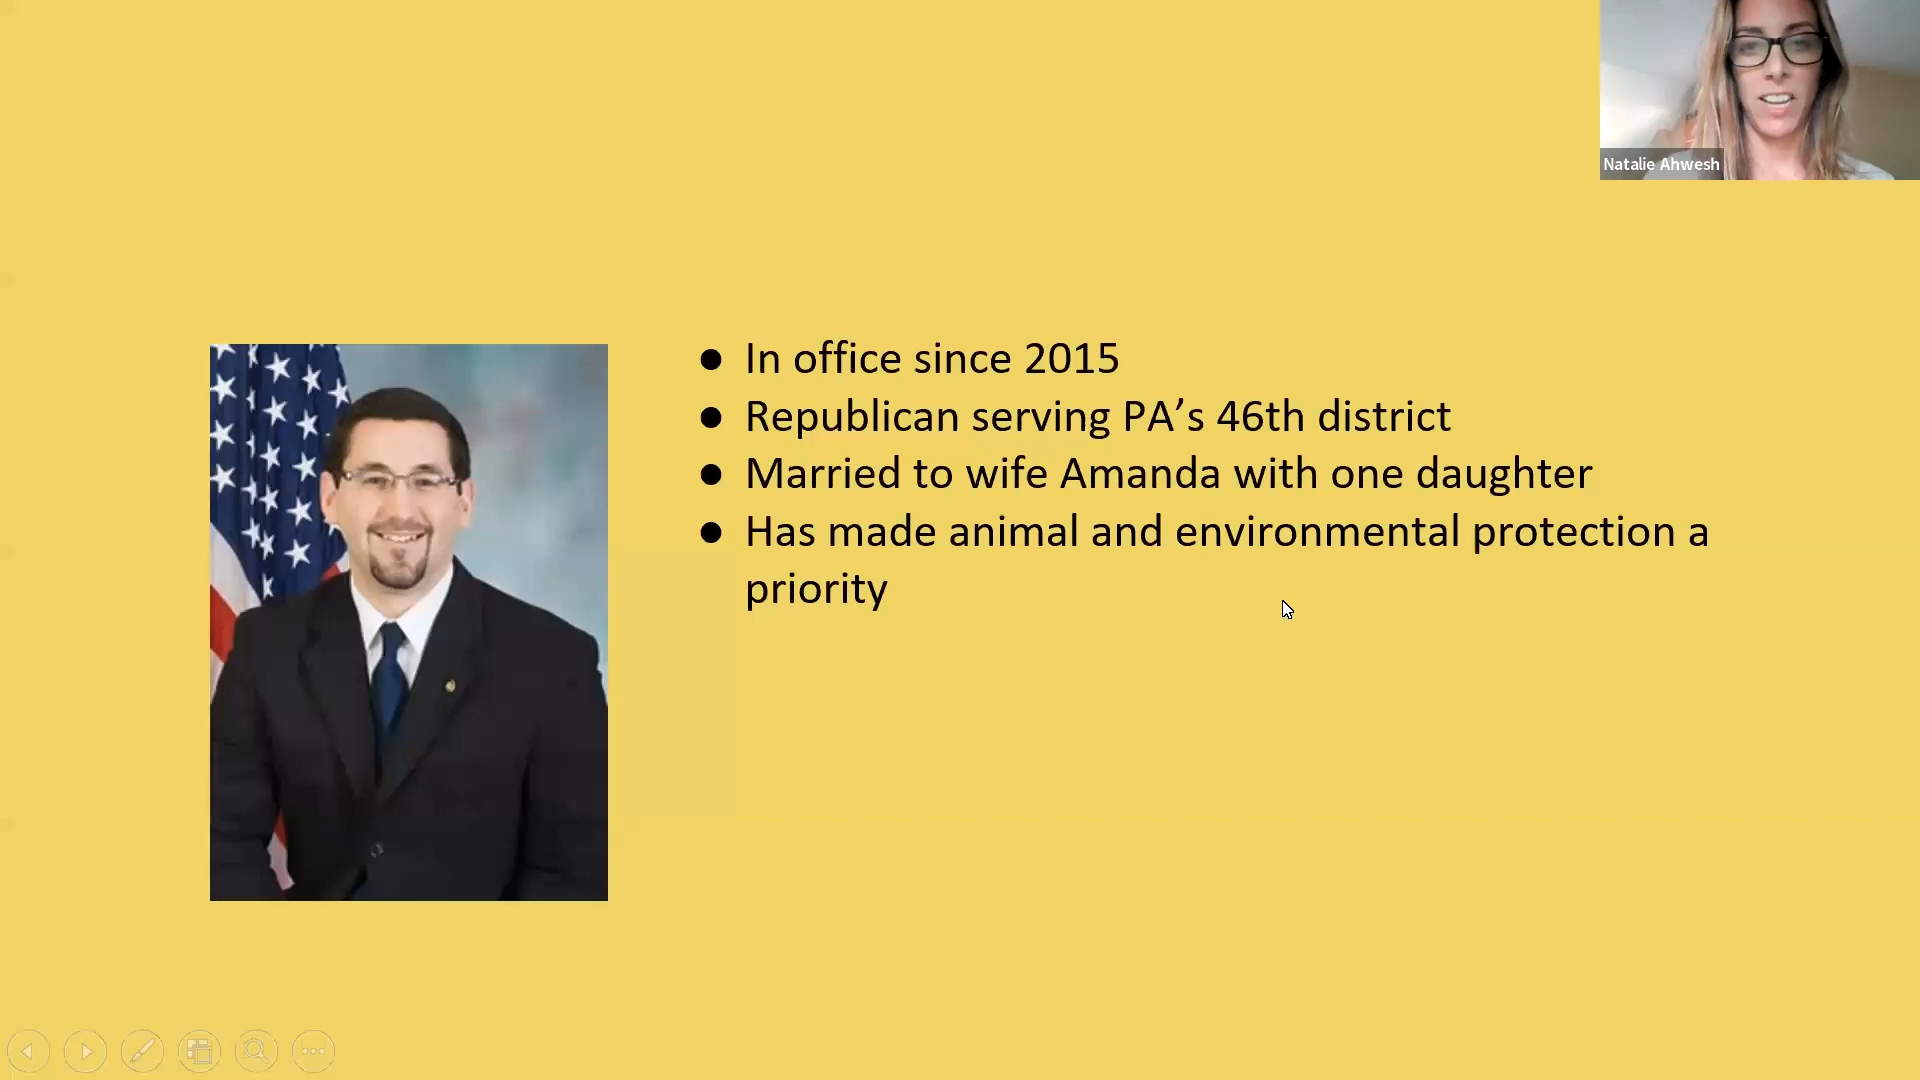 Natalie Ahwesh
● In office since 2015
● Republican serving PA’s 46th district
● Married to wife Amanda with one daughter
● Has made animal and environmental protection a
priority